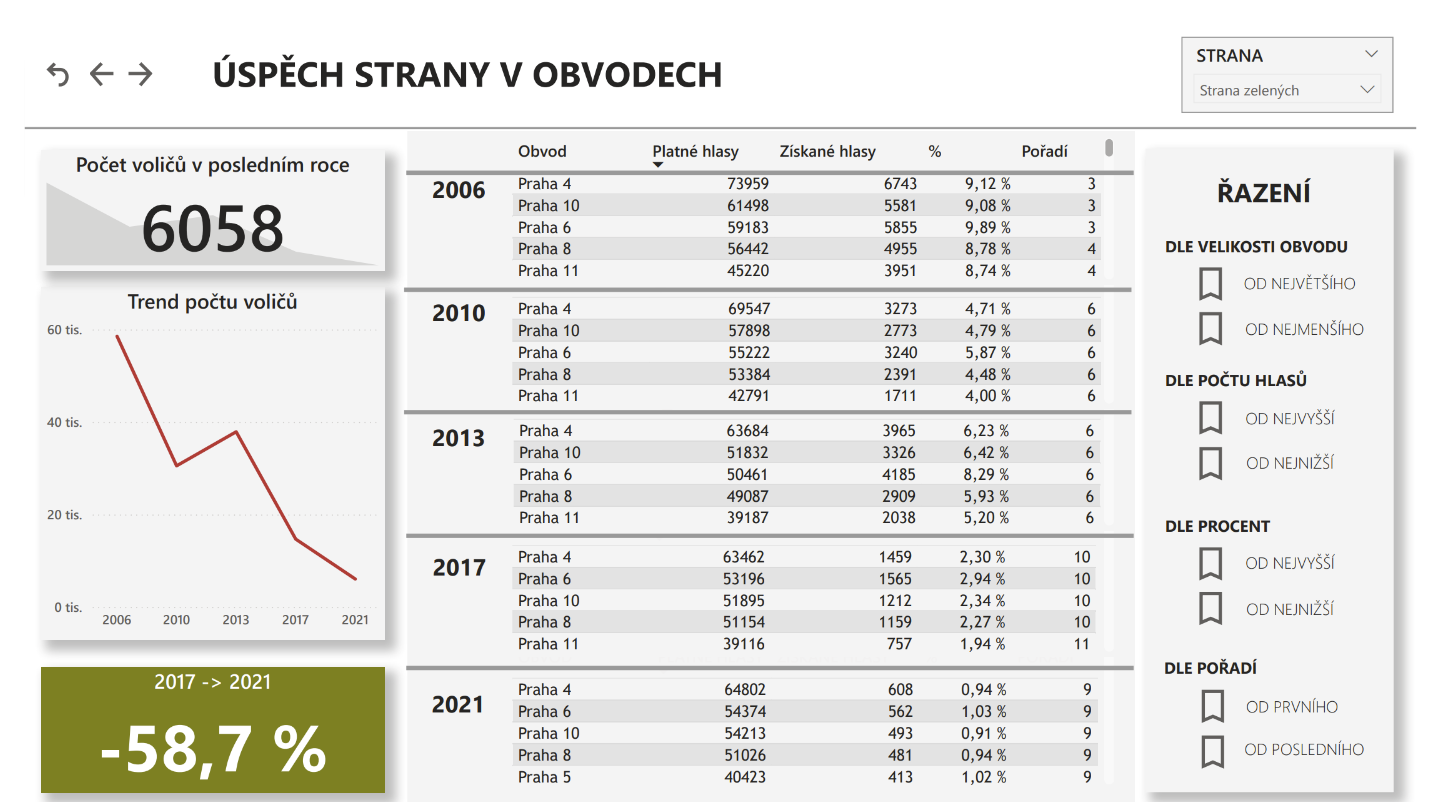 ÚSPĚCH STRANY V OBVODECH
STRANA
Strana zelených
Počet voličů v posledním roce
6058
Trend počtu voličů
60 tis.
40 tis.
20 tis.
0 tis.
2006 2010 2013 2017 2021
2017 -> 2021
-58,7 %
Obvod Platné hlasy Získané hlasy % Pořadí
2006
Praha 4 73959 6743 9,12 % 3
Praha 10 61498 5581 9,08 % 3
Praha 6 59183 5855 9,89 % 3
Praha 8 56442 4955 8,78 % 4
Praha 11 45220 3951 8,74 % 4
2010
Praha 4 69547 3273 4,71 % 6
Praha 10 57898 2773 4,79 % 6
Praha 6 55222 3240 5,87 % 6
Praha 8 53384 2391 4,48 % 6
Praha 11 42791 1711 4,00 % 6
2013
Praha 4 63684 3965 6,23 % 6
Praha 10 51832 3326 6,42 % 6
Praha 6 50461 4185 8,29 % 6
Praha 8 49087 2909 5,93 % 6
Praha 11 39187 2038 5,20 % 6
2017
Praha 4 63462 1459 2,30 % 10
Praha 6 53196 1565 2,94 % 10
Praha 10 51895 1212 2,34 % 10
Praha 8 51154 1159 2,27 % 10
Praha 11 39116 757 1,94 % 11
2021
Praha 4 64802 608 0,94 % 9
Praha 6 54374 562 1,03 % 9
Praha 10 54213 493 0,91 % 9
Praha 8 51026 481 0,94 % 9
Praha 5 40423 413 1,02 % 9
ŘAZENÍ
DLE VELIKOSTI OBVODU
OD NEJVĚTŠÍHO
OD NEJMENŠÍHO
DLE POČTU HLASŮ
OD NEJVYŠŠÍ
OD NEJNIŽŠÍ
DLE PROCENT
OD NEJVYŠŠÍ
OD NEJNIŽŠÍ
DLE POŘADÍ
OD PRVNÍHO
OD POSLEDNÍHO